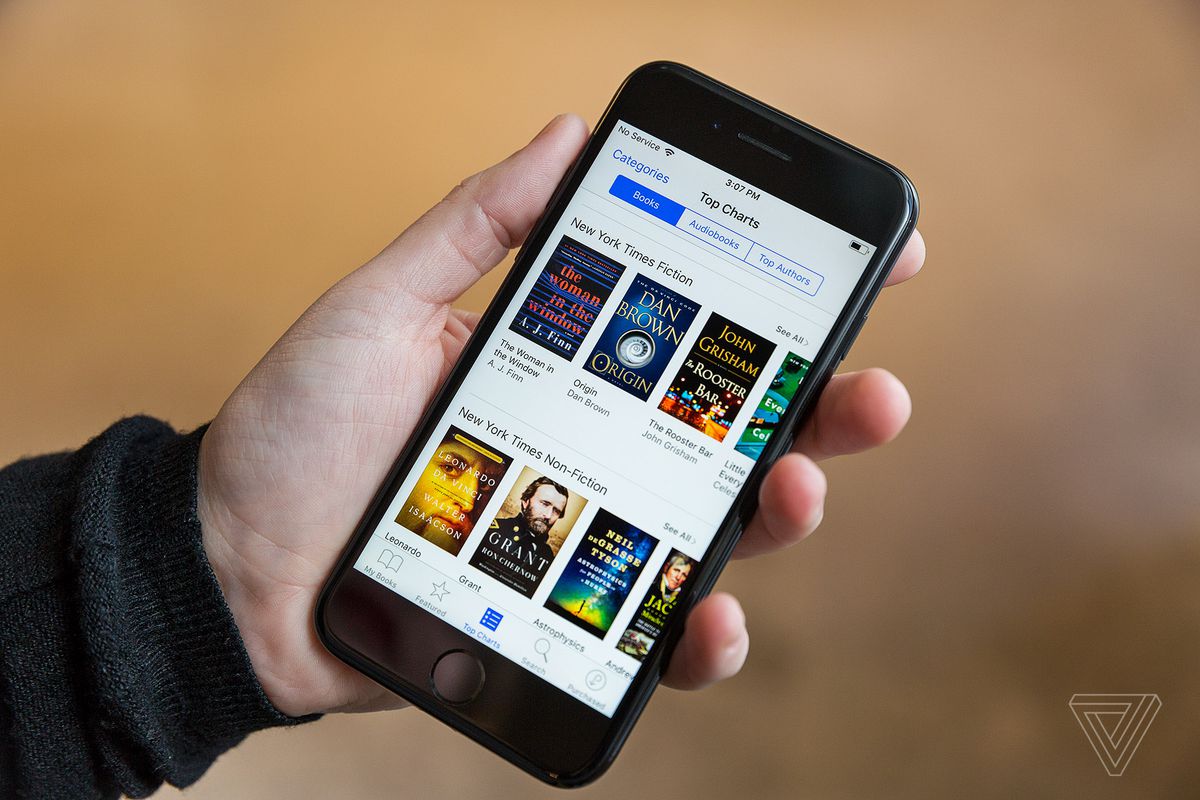 No Service
3:07 PM
Categories
Top Charts
Books
Audiobooks
Top Authors
New York Times Fiction
See All
the
woman
in the
window
A. J. Finn
THE DA VINCI CODE
DAN
BROWN
ORIGIN
JOHN
GRISHAM
The
ROOSTER
BAR
Eve
Cel
The Woman in
the Window
A. J. Finn
Origin
Dan Brown
The Rooster Bar
John Grisham
Little
Every
Celes
New York Times Non-Fiction
See All
LEONARDO
DA VINCI
WALTER
ISAACSON
GRANT
RON CHERNOW
NEIL
DEGRASSE
TYSON
ASTROPHYSICS
for PEOPLE
in a
HURRY
JAC
Leonardo
Grant
Astrophysics
Andrew
My Books
Featured
Top Charts
Search
Purchased